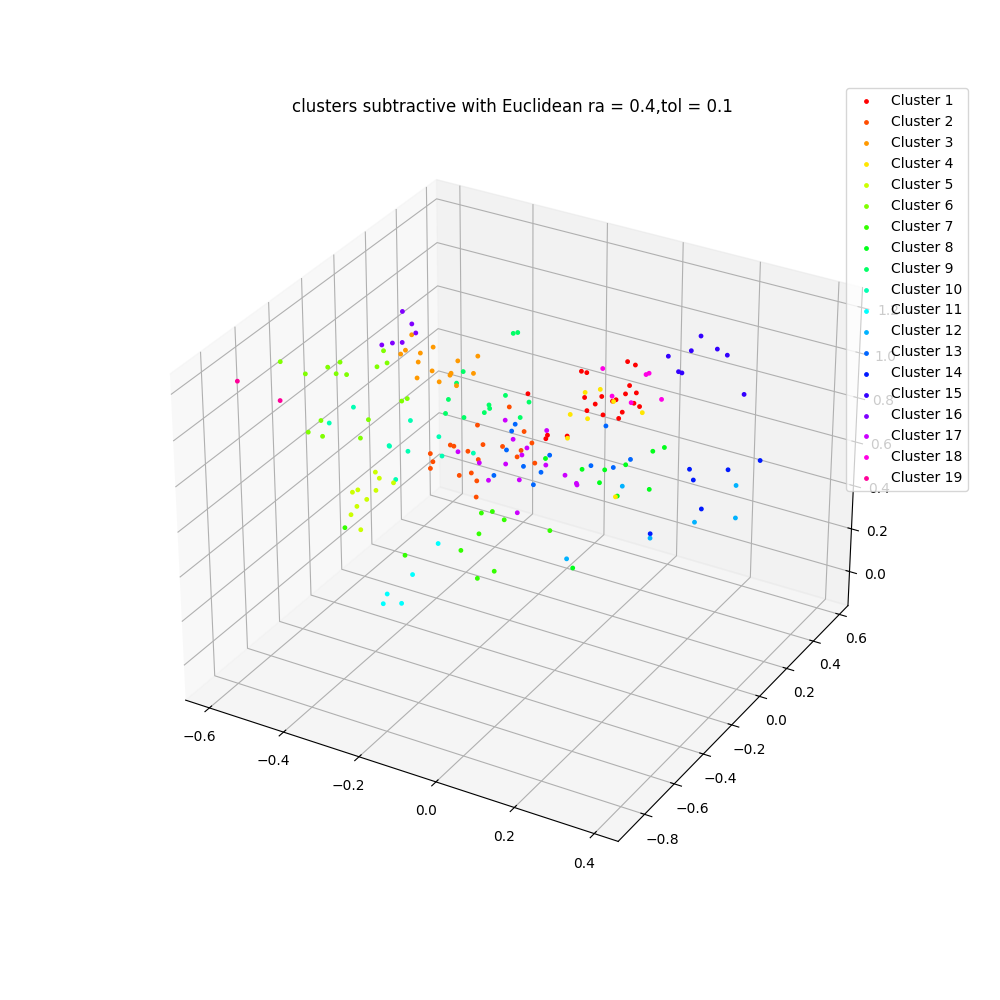 clusters subtractive with Euclidean ra = 0.4,tol = 0.1
Cluster 1
Cluster 2
Cluster 3
Cluster 4
Cluster 5
Cluster 6
Cluster 7
Cluster 8
Cluster 9
Cluster 10
Cluster 11
Cluster 12
Cluster 13
Cluster 14
Cluster 15
Cluster 16
Cluster 17
Cluster 18
Cluster 19
1.0
0.8
0.6
0.4
0.2
0.0
0.6
0.4
0.2
0.0
−0.2
−0.4
−0.6
−0.8
−0.6
−0.4
−0.2
0.0
0.2
0.4